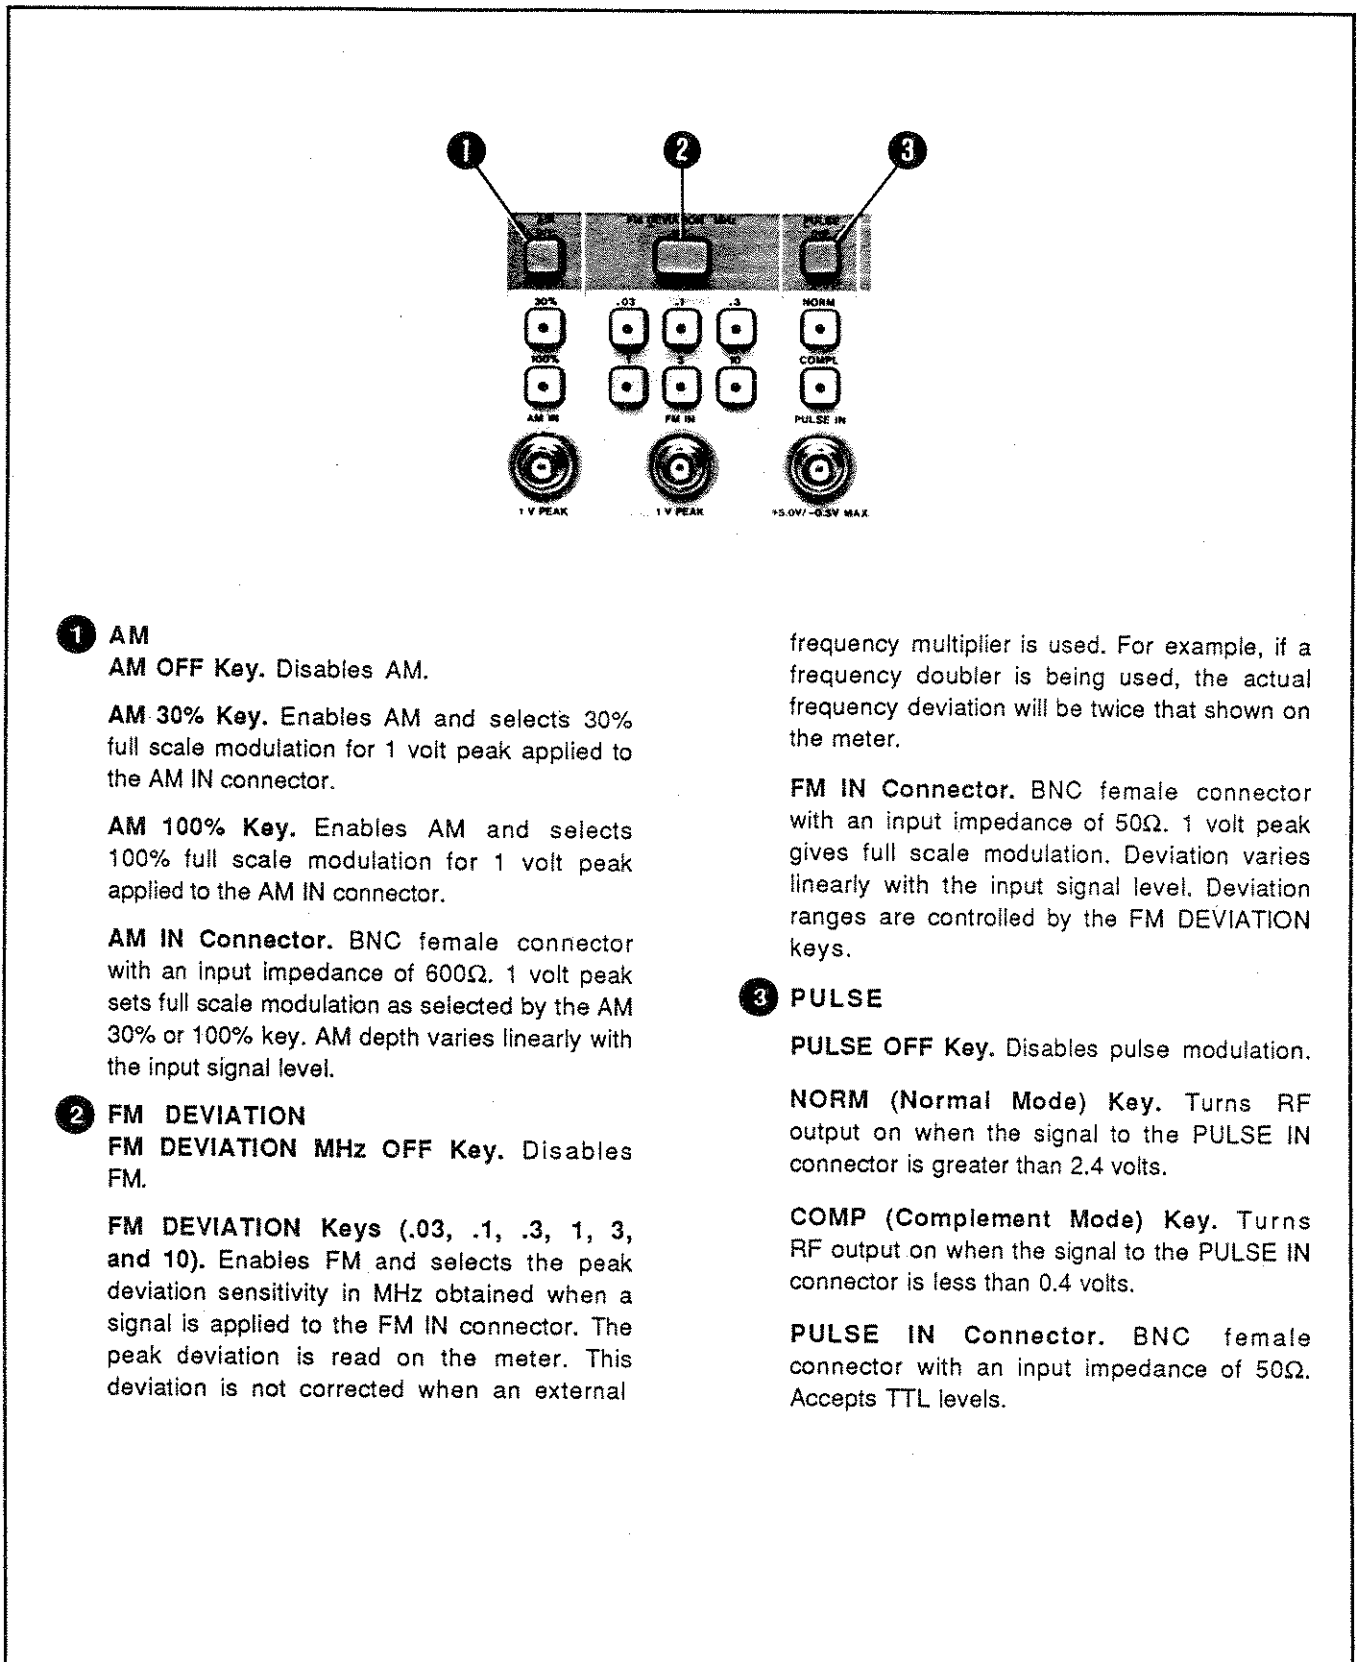 1 2 3
FM DEVIATION MHz PULSE
30% .03 .1 .3 NORM
100% 1 3 10 COMPL
AM IN FM IN PULSE IN
1 V PEAK 1 V PEAK +5.0V/-0.5V MAX
1 AM
AM OFF Key. Disables AM.
AM 30% Key. Enables AM and selects 30%
full scale modulation for 1 volt peak applied to
the AM IN connector.
AM 100% Key. Enables AM and selects
100% full scale modulation for 1 volt peak
applied to the AM IN connector.
AM IN Connector. BNC female connector
with an input impedance of 600Ω. 1 volt peak
sets full scale modulation as selected by the AM
30% or 100% key. AM depth varies linearly with
the input signal level.
2 FM DEVIATION
FM DEVIATION MHz OFF Key. Disables
FM.
FM DEVIATION Keys (.03, .1, .3, 1, 3,
and 10). Enables FM and selects the peak
deviation sensitivity in MHz obtained when a
signal is applied to the FM IN connector. The
peak deviation is read on the meter. This
deviation is not corrected when an external
frequency multiplier is used. For example, if a
frequency doubler is being used, the actual
frequency deviation will be twice that shown on
the meter.
FM IN Connector. BNC female connector
with an input impedance of 50Ω. 1 volt peak
gives full scale modulation. Deviation varies
linearly with the input signal level. Deviation
ranges are controlled by the FM DEVIATION
keys.
3 PULSE
PULSE OFF Key. Disables pulse modulation.
NORM (Normal Mode) Key. Turns RF
output on when the signal to the PULSE IN
connector is greater than 2.4 volts.
COMP (Complement Mode) Key. Turns
RF output on when the signal to the PULSE IN
connector is less than 0.4 volts.
PULSE IN Connector. BNC female
connector with an input impedance of 50Ω.
Accepts TTL levels.